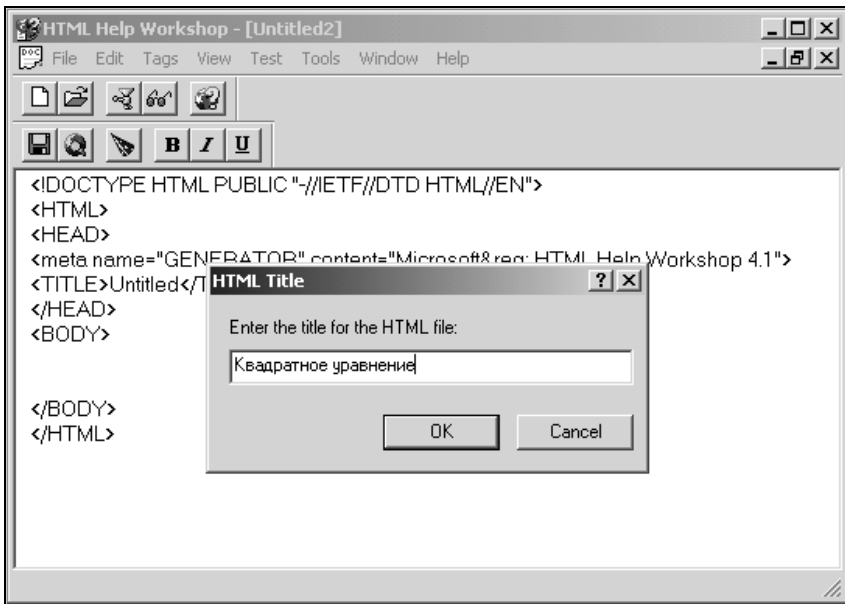 HTML Help Workshop - [Untitled2]
File Edit Tags View Test Tools Window Help
B I U
<!DOCTYPE HTML PUBLIC "-//IETF//DTD HTML//EN">
<HTML>
<HEAD>
<meta name="GENERATOR" content="Microsoft&reg; HTML Help Workshop 4.1">
<TITLE>Untitled</T
</HEAD>
<BODY>
</BODY>
</HTML>
HTML Title
Enter the title for the HTML file:
Квадратное уравнение
OK Cancel